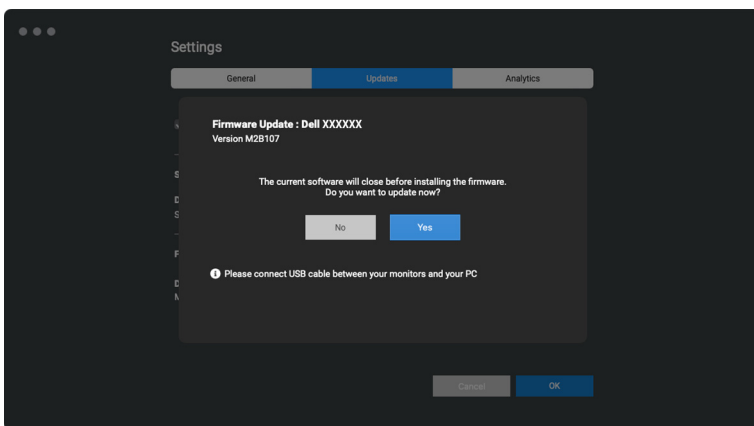 Settings
General Updates Analytics
Firmware Update : Dell XXXXXX
Version M2B107
The current software will close before installing the firmware.
Do you want to update now?
No Yes
Please connect USB cable between your monitors and your PC
Cancel OK